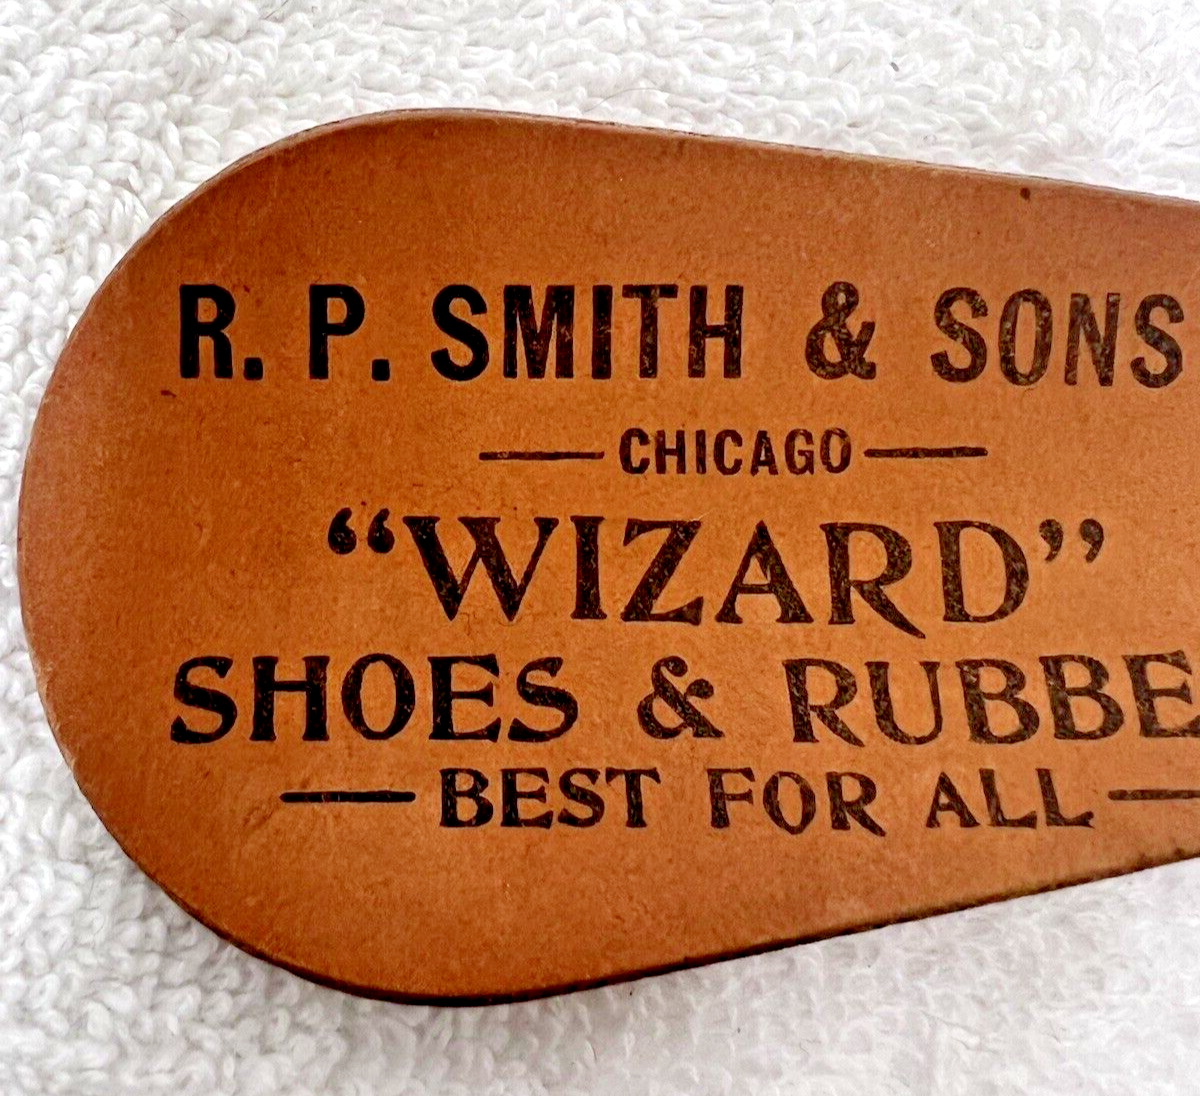 R. P. SMITH & SONS
— CHICAGO —
“WIZARD”
SHOES & RUBBE
— BEST FOR ALL —